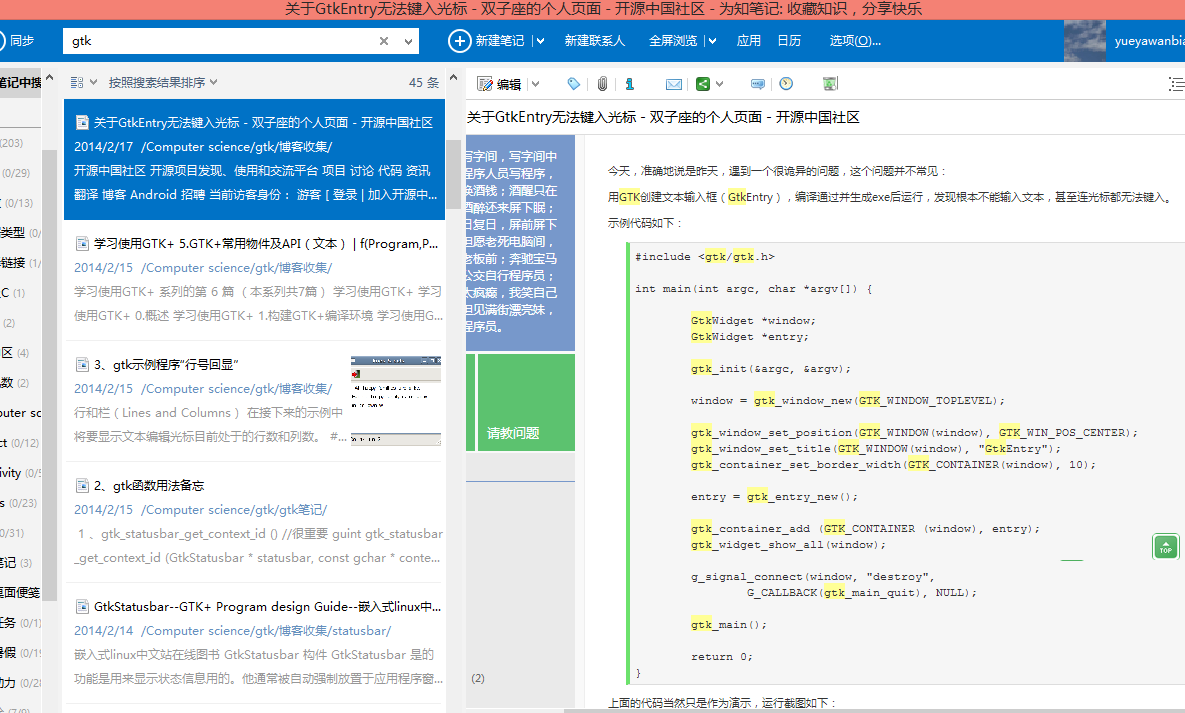 关于GtkEntry无法键入光标 - 双子座的个人页面 - 开源中国社区 - 为知笔记: 收藏知识，分享快乐
同步
gtk
新建笔记
新建联系人
全屏浏览
应用
日历
选项(O)...
yueyawanbia
笔记中搜
(203)
(0/29)
(0/13)
类型 (0/
链接 (1/
C (1)
(2)
区 (4)
数 (2)
outer sc
ct (0/12)
ivity (0/5
s (0/23)
0/31)
笔记 (3)
桌面便笺
任务 (0/1)
暑假 (0/19
动力 (0/28
按照搜索结果排序
45 条
关于GtkEntry无法键入光标 - 双子座的个人页面 - 开源中国社区
2014/2/17 /Computer science/gtk/博客收集/
开源中国社区 开源项目发现、使用和交流平台 项目 讨论 代码 资讯
翻译 博客 Android 招聘 当前访客身份： 游客 [ 登录 | 加入开源中...
学习使用GTK+ 5.GTK+常用物件及API（文本）| f(Program,P...
2014/2/15 /Computer science/gtk/博客收集/
学习使用GTK+ 系列的第 6 篇 （本系列共7篇） 学习使用GTK+ 学习
使用GTK+ 0.概述 学习使用GTK+ 1.构建GTK+编译环境 学习使用G...
3、gtk示例程序“行号回显”
2014/2/15 /Computer science/gtk/博客收集/
行和栏（Lines and Columns） 在接下来的示例中
将要显示文本编辑光标目前处于的行数和列数。 #...
2、gtk函数用法备忘
2014/2/15 /Computer science/gtk/gtk笔记/
1 、gtk_statusbar_get_context_id () //很重要 guint gtk_statusbar
_get_context_id (GtkStatusbar * statusbar, const gchar * conte...
GtkStatusbar--GTK+ Program design Guide--嵌入式linux中...
2014/2/14 /Computer science/gtk/博客收集/statusbar/
嵌入式linux中文站在线图书 GtkStatusbar 构件 GtkStatusbar 是的
功能是用来显示状态信息用的。他通常被自动强制放置于应用程序窗...
编辑
关于GtkEntry无法键入光标 - 双子座的个人页面 - 开源中国社区
写字间，写字间中
程序人员写程序，
换酒钱；酒醒只在
酒醉还来屏下眠；
日复日，屏前屏下
但愿老死电脑间，
老板前；奔驰宝马
公交自行程序员；
太疯癫，我笑自己
但见满街漂亮妹，
程序员。
请教问题
(2)
今天，准确地说是昨天，遇到一个很诡异的问题，这个问题并不常见：
用GTK创建文本输入框（GtkEntry），编译通过并生成exe后运行，发现根本不能输入文本，甚至连光标都无法键入。
示例代码如下：
#include <gtk/gtk.h>
int main(int argc, char *argv[]) {
GtkWidget *window;
GtkWidget *entry;
gtk_init(&argc, &argv);
window = gtk_window_new(GTK_WINDOW_TOPLEVEL);
gtk_window_set_position(GTK_WINDOW(window), GTK_WIN_POS_CENTER);
gtk_window_set_title(GTK_WINDOW(window), "GtkEntry");
gtk_container_set_border_width(GTK_CONTAINER(window), 10);
entry = gtk_entry_new();
gtk_container_add (GTK_CONTAINER (window), entry);
gtk_widget_show_all(window);
g_signal_connect(window, "destroy",
G_CALLBACK(gtk_main_quit), NULL);
gtk_main();
return 0;
}
TOP
上面的代码当然只是作为演示，运行截图如下：